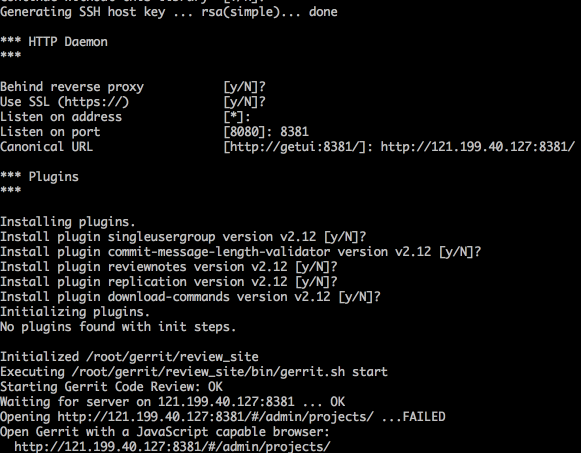 Continue without this library [Y/n]?
Generating SSH host key ... rsa(simple)... done
*** HTTP Daemon
***
Behind reverse proxy [y/N]?
Use SSL (https://) [y/N]?
Listen on address [*]:
Listen on port [8080]: 8381
Canonical URL [http://getui:8381/]: http://121.199.40.127:8381/
*** Plugins
***
Installing plugins.
Install plugin singleusergroup version v2.12 [y/N]?
Install plugin commit-message-length-validator version v2.12 [y/N]?
Install plugin reviewnotes version v2.12 [y/N]?
Install plugin replication version v2.12 [y/N]?
Install plugin download-commands version v2.12 [y/N]?
Initializing plugins.
No plugins found with init steps.
Initialized /root/gerrit/review_site
Executing /root/gerrit/review_site/bin/gerrit.sh start
Starting Gerrit Code Review: OK
Waiting for server on 121.199.40.127:8381 ... OK
Opening http://121.199.40.127:8381/#/admin/projects/ ...FAILED
Open Gerrit with a JavaScript capable browser:
http://121.199.40.127:8381/#/admin/projects/